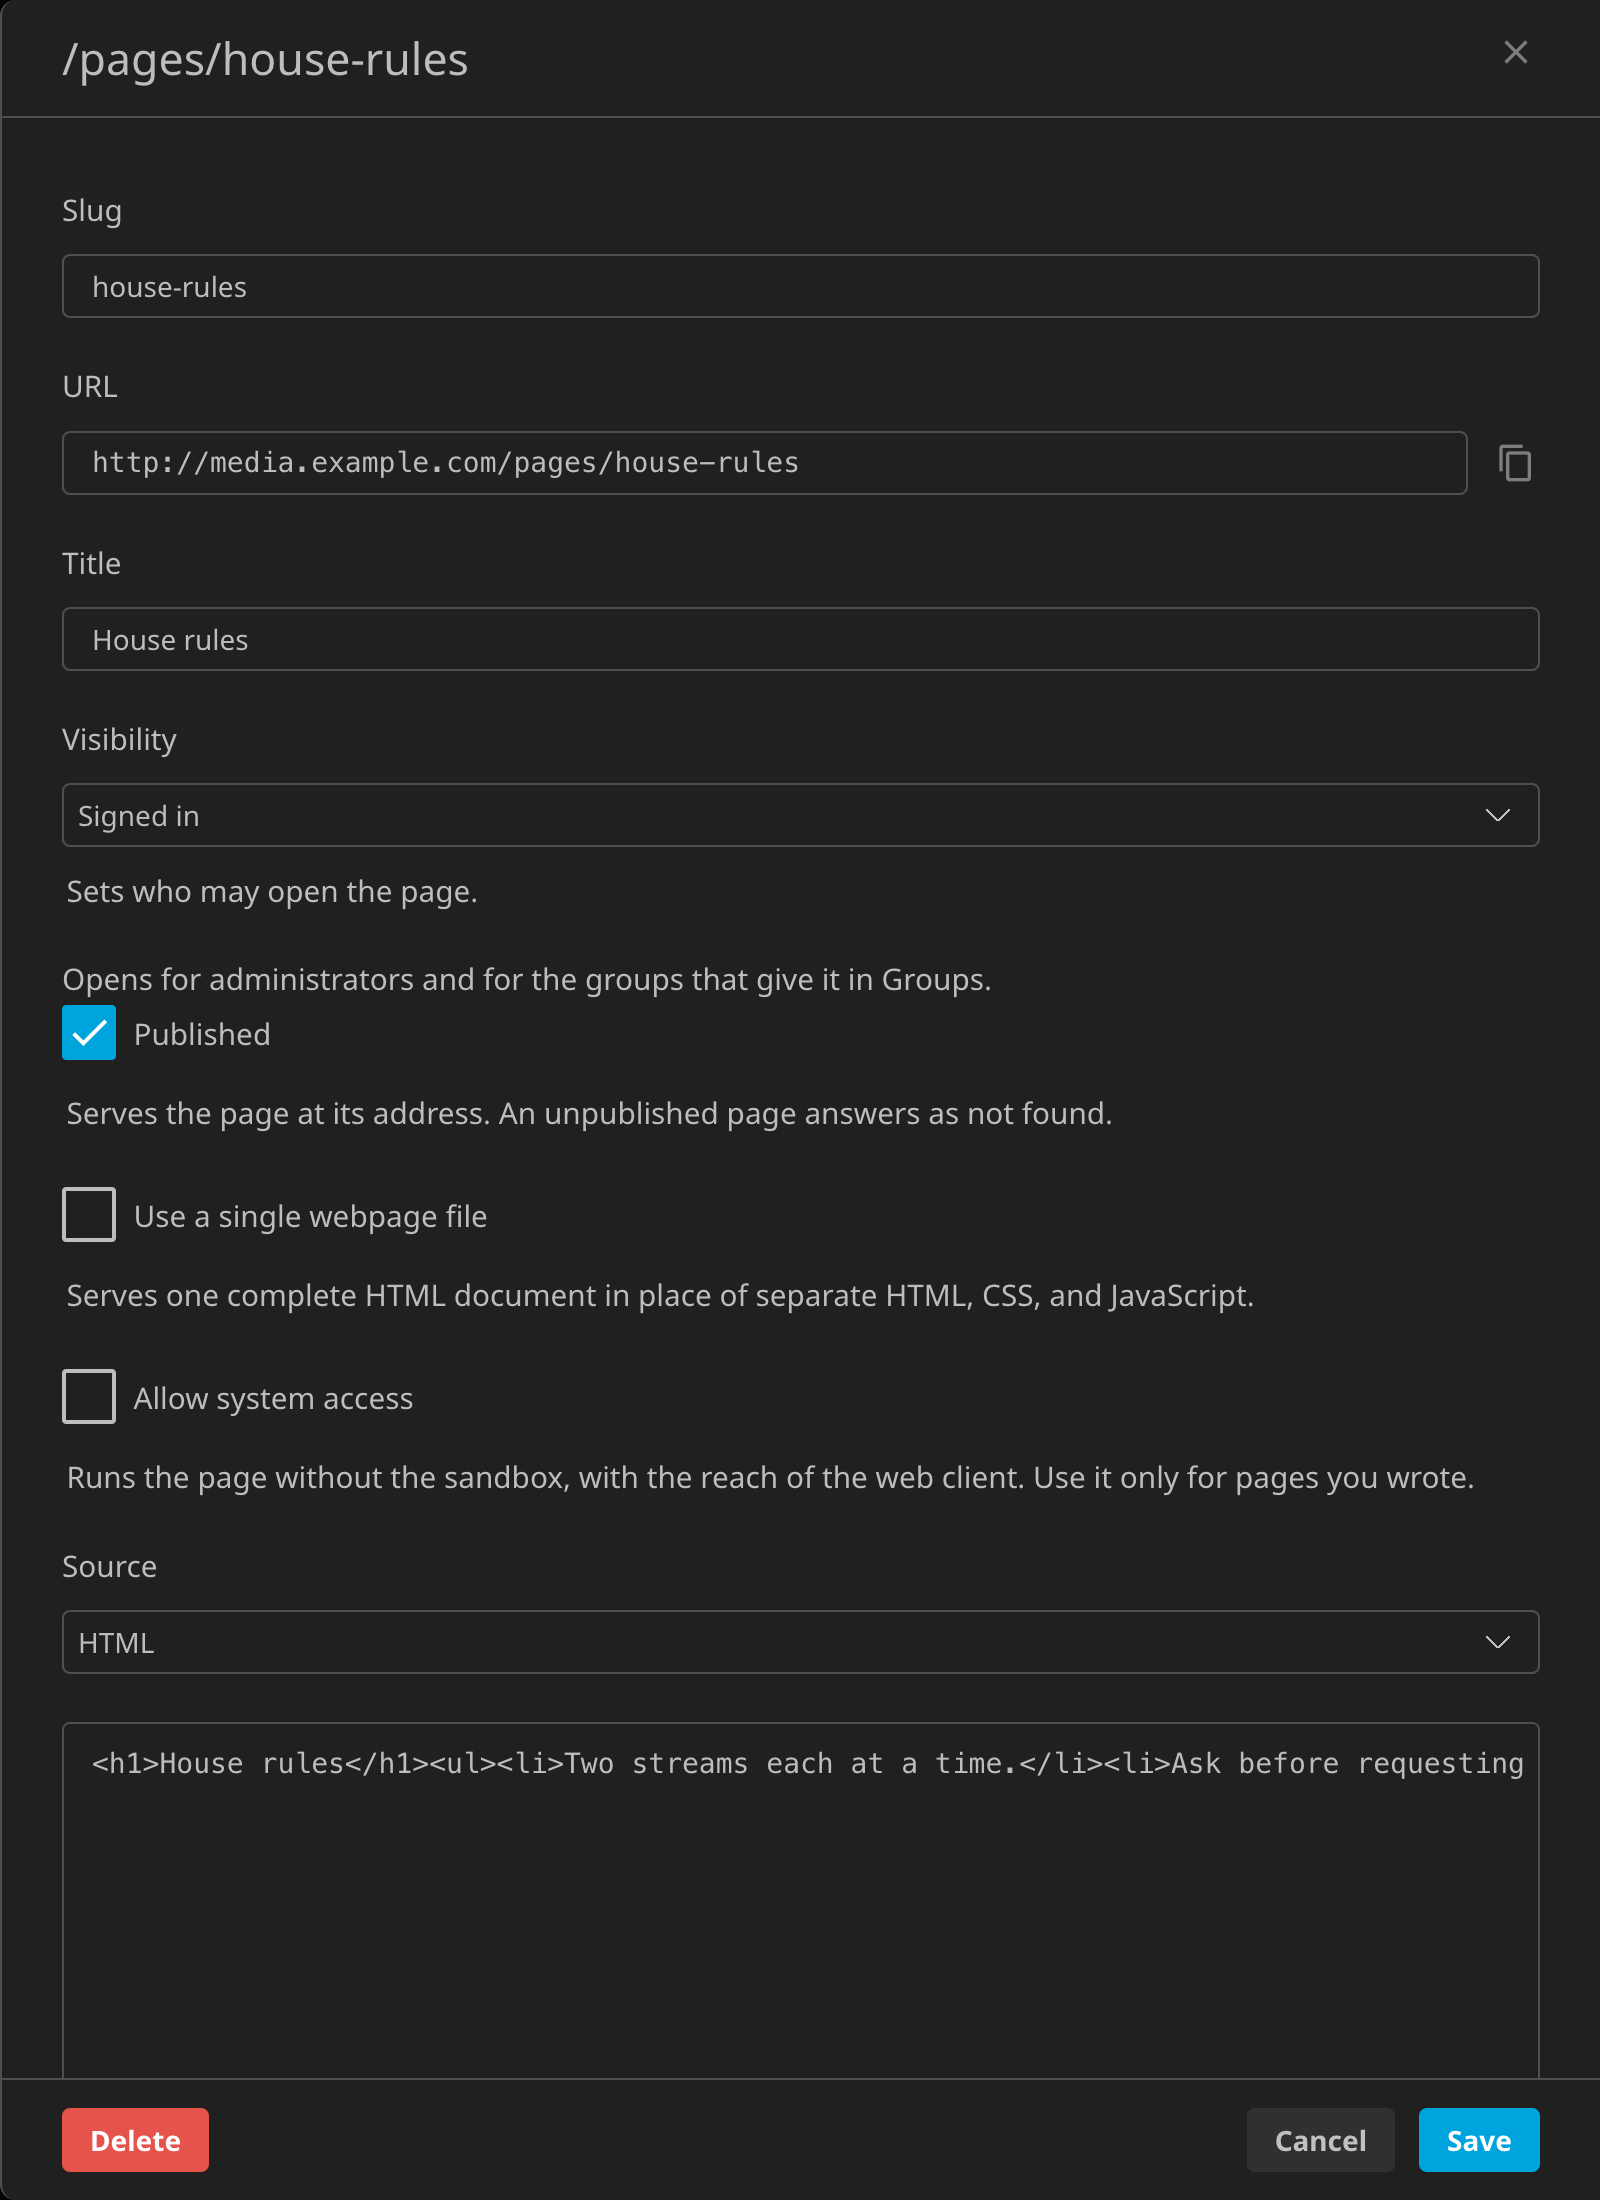 /pages/house-rules
Slug
house-rules
URL
http://media.example.com/pages/house-rules
Title
House rules
Visibility
Signed in
Sets who may open the page.
Opens for administrators and for the groups that give it in Groups.
Published
Serves the page at its address. An unpublished page answers as not found.
Use a single webpage file
Serves one complete HTML document in place of separate HTML, CSS, and JavaScript.
Allow system access
Runs the page without the sandbox, with the reach of the web client. Use it only for pages you wrote.
Source
HTML
<h1>House rules</h1><ul><li>Two streams each at a time.</li><li>Ask before requesting
Delete
Cancel
Save